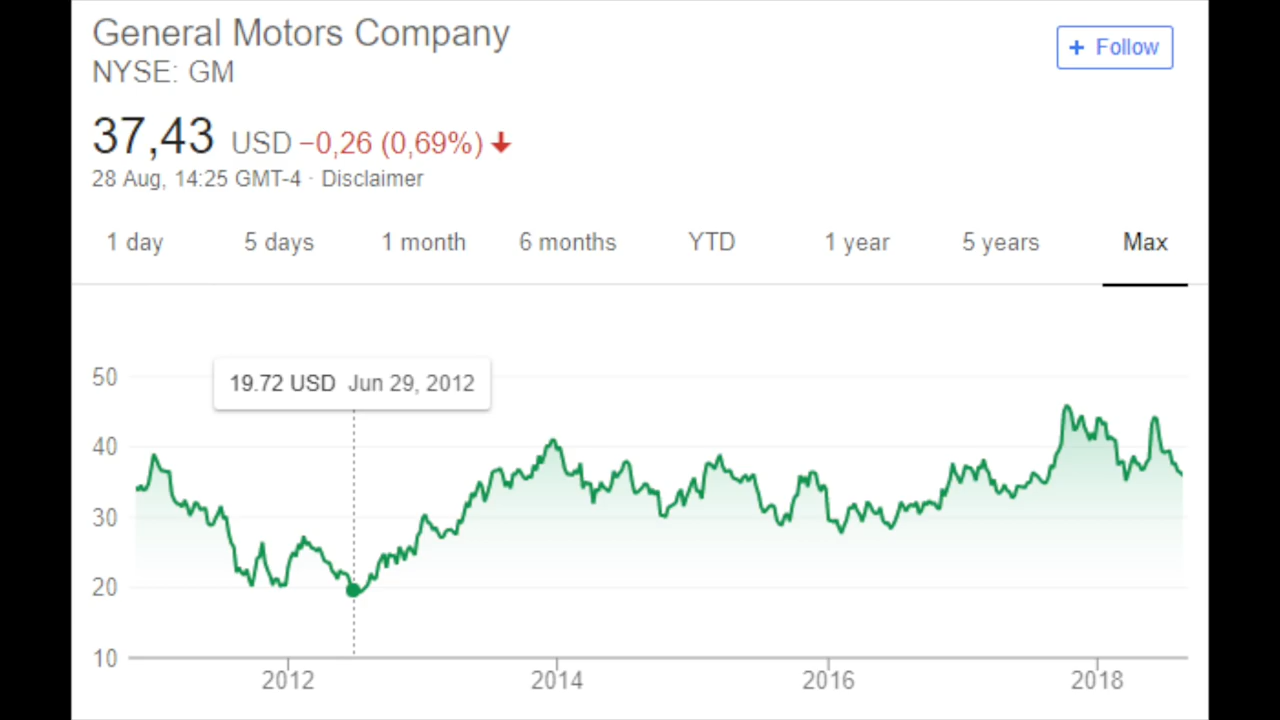 General Motors Company
+ Follow
NYSE: GM
37,43 USD −0,26 (0,69%)
28 Aug, 14:25 GMT-4 · Disclaimer
1 day 5 days 1 month 6 months YTD 1 year 5 years Max
50
19.72 USD Jun 29, 2012
40
30
20
10
2012 2014 2016 2018